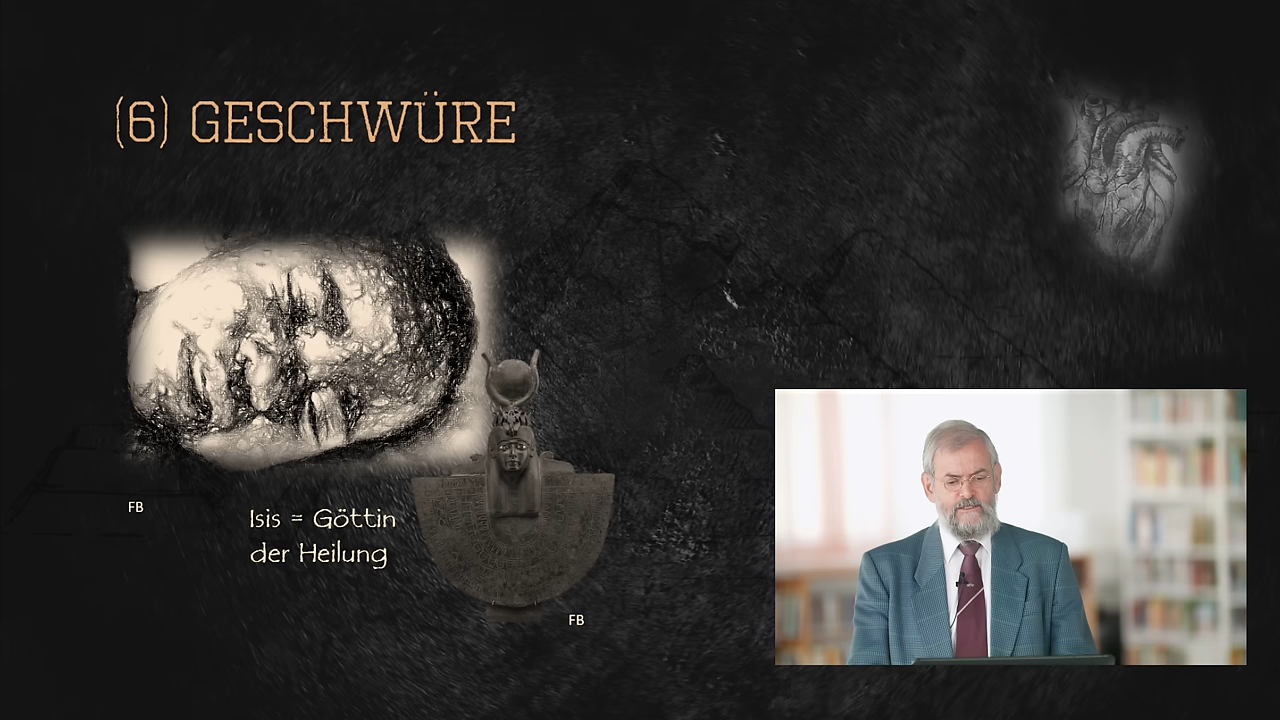 (6) GESCHWÜRE
FB
Isis = Göttin
der Heilung
FB